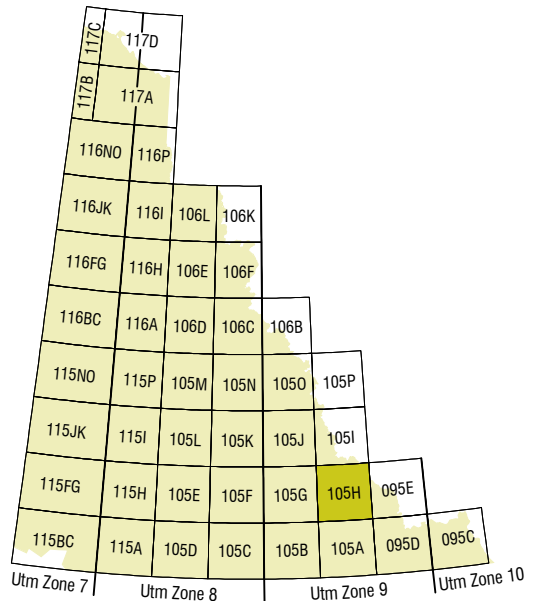 117C 117D
117B 117A
116NO 116P
116JK 116I 106L 106K
116FG 116H 106E 106F
116BC 116A 106D 106C 106B
115NO 115P 105M 105N 105O 105P
115JK 115I 105L 105K 105J 105I
115FG 115H 105E 105F 105G 105H 095E
115BC 115A 105D 105C 105B 105A 095D 095C
Utm Zone 7 Utm Zone 8 Utm Zone 9 Utm Zone 10